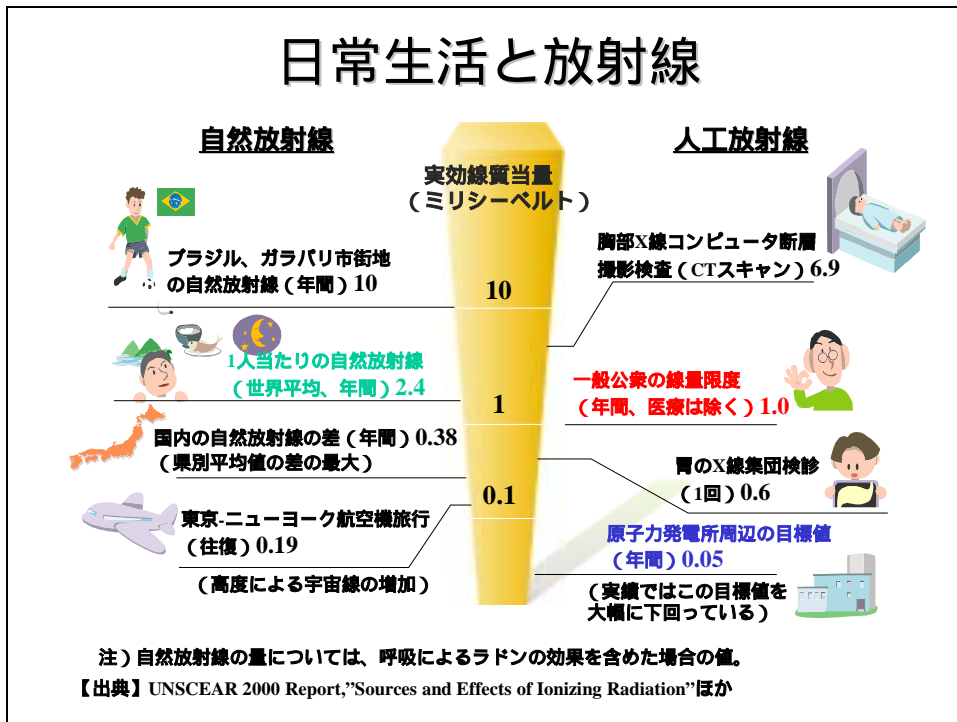 日常生活と放射線
自然放射線
人工放射線
実効線質当量
（ミリシーベルト）
ブラジル、ガラパリ市街地
の自然放射線（年間）10
1人当たりの自然放射線
（世界平均、年間）2.4
国内の自然放射線の差（年間）0.38
（県別平均値の差の最大）
東京-ニューヨーク航空機旅行
（往復）0.19
（高度による宇宙線の増加）
10
1
0.1
胸部X線コンピュータ断層
撮影検査（CTスキャン）6.9
一般公衆の線量限度
（年間、医療は除く）1.0
胃のX線集団検診
（1回）0.6
原子力発電所周辺の目標値
（年間）0.05
（実績ではこの目標値を
大幅に下回っている）
注）自然放射線の量については、呼吸によるラドンの効果を含めた場合の値。
【出典】UNSCEAR 2000 Report,”Sources and Effects of Ionizing Radiation”ほか